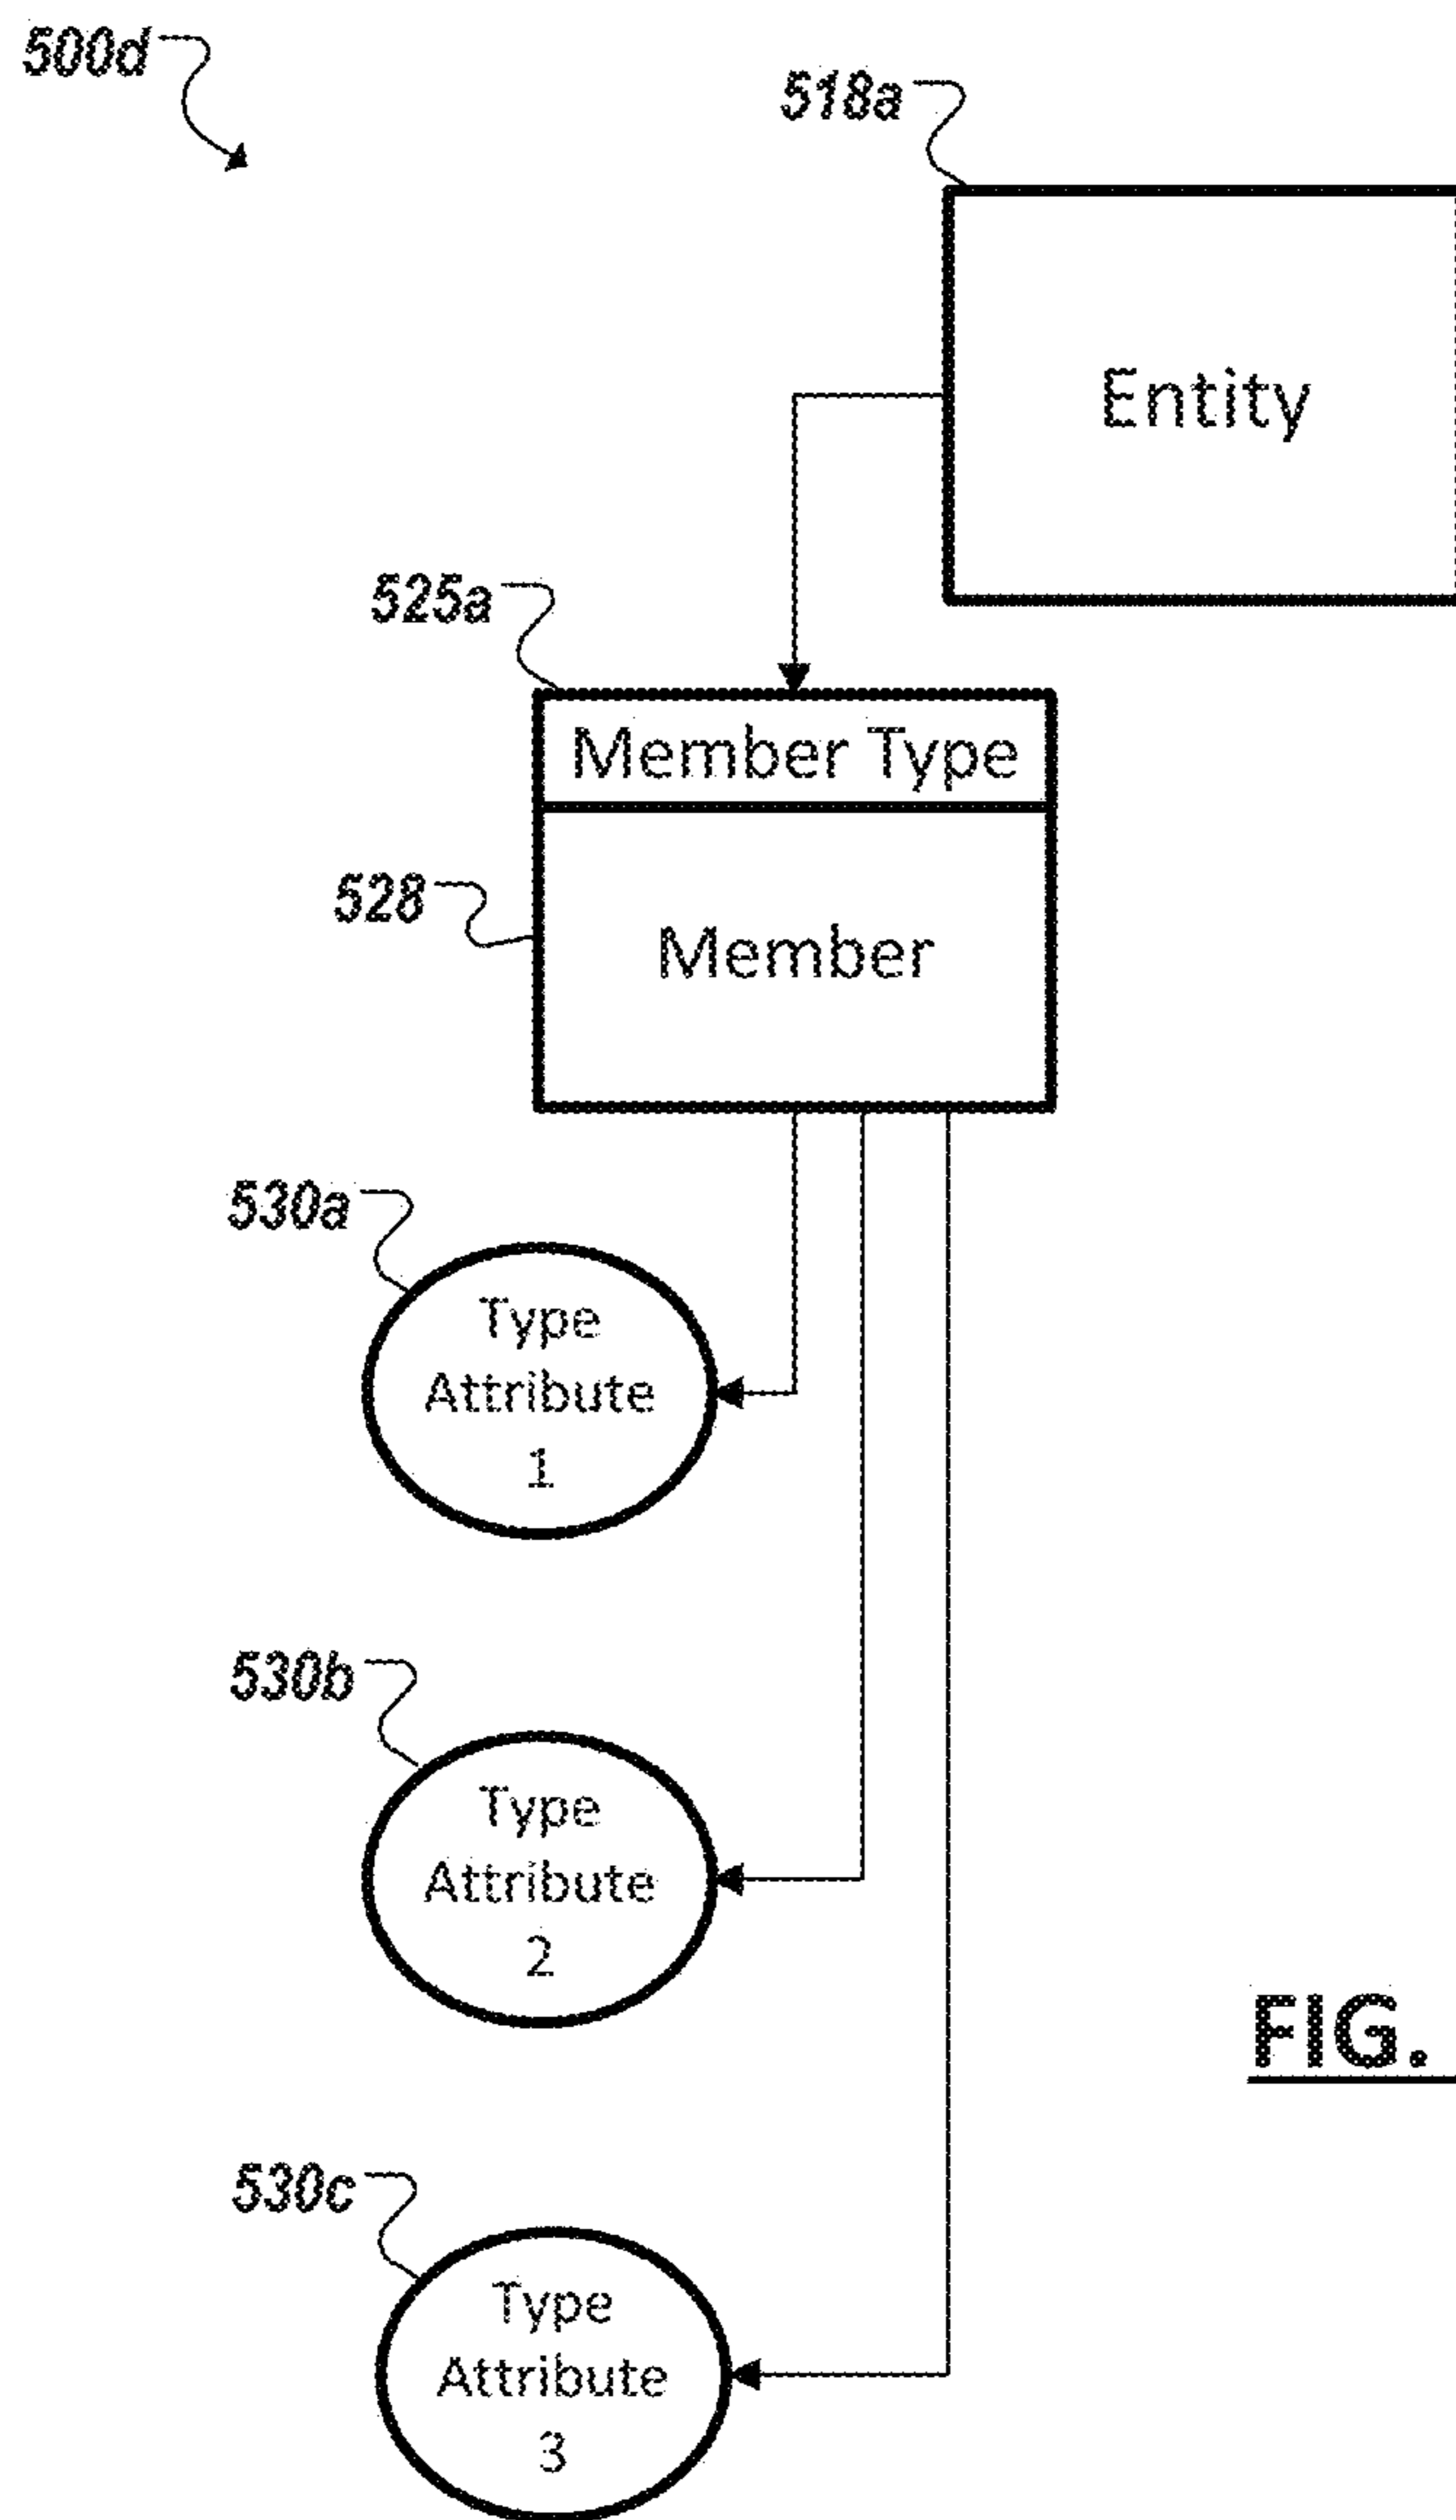 500d
518a
Entity
525a
Member Type
528
Member
530a
Type
Attribute
1
530b
Type
Attribute
2
FIG.
530c
Type
Attribute
3